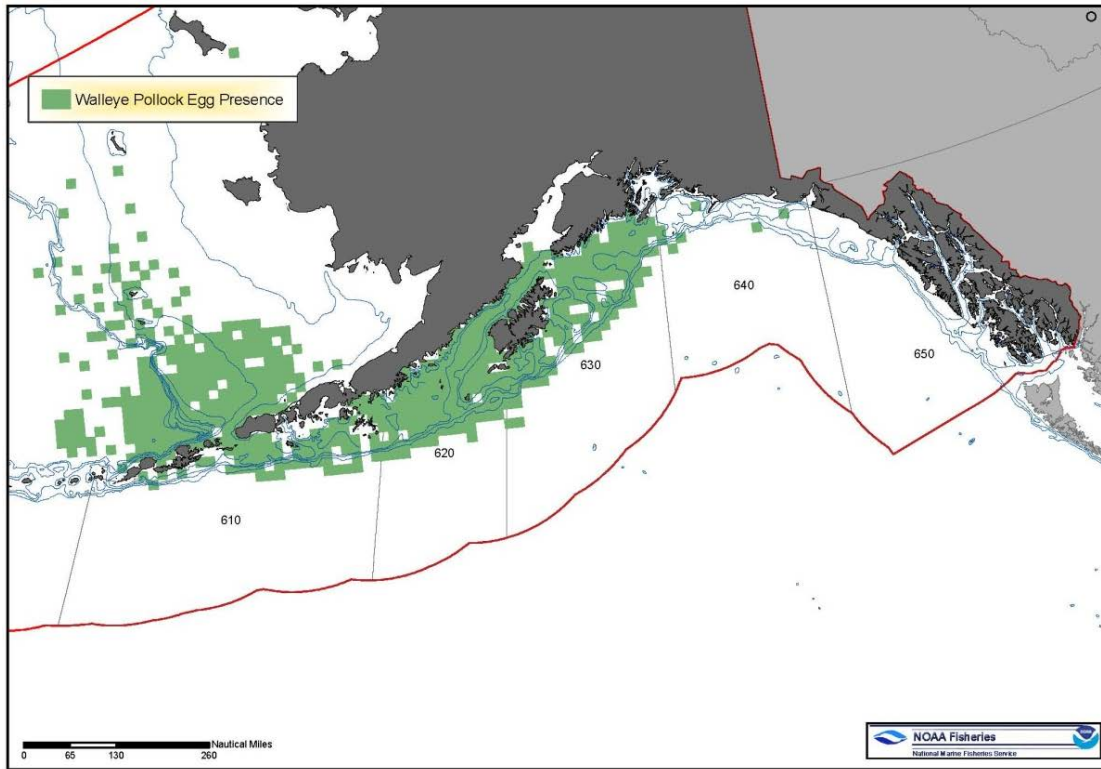 Walleye Pollock Egg Presence
640
650
630
620
610
Nautical Miles
0 65 130 260
NOAA Fisheries
National Marine Fisheries Service